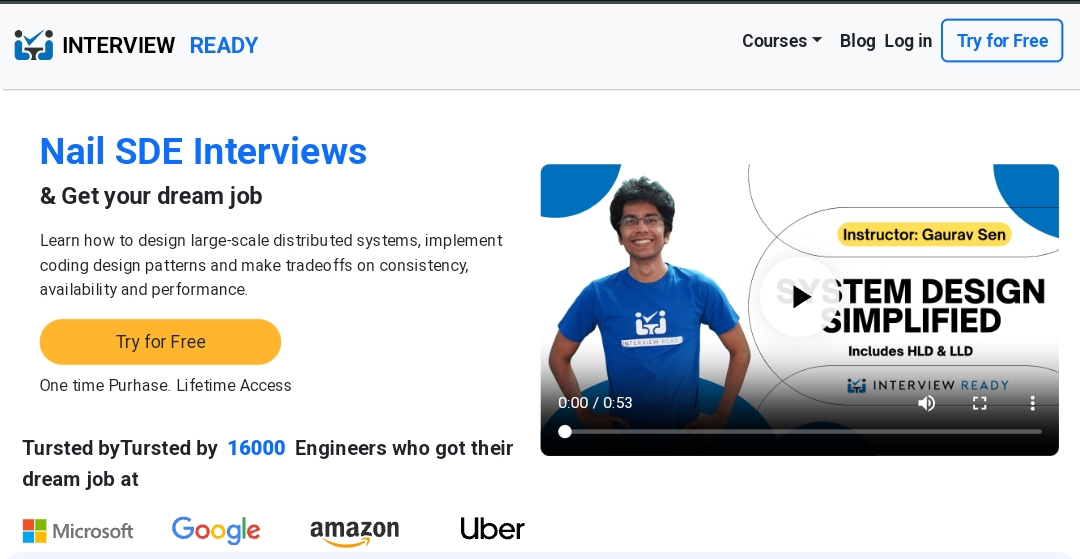 INTERVIEW READY
Courses Blog Log in Try for Free
Nail SDE Interviews
& Get your dream job
Learn how to design large-scale distributed systems, implement
coding design patterns and make tradeoffs on consistency,
availability and performance.
Try for Free
One time Purhase. Lifetime Access
Tursted byTursted by 16000 Engineers who got their
dream job at
Microsoft Google amazon Uber
Instructor: Gaurav Sen
SYSTEM DESIGN
SIMPLIFIED
Includes HLD & LLD
INTERVIEW READY
INTERVIEW READY
0:00 / 0:53